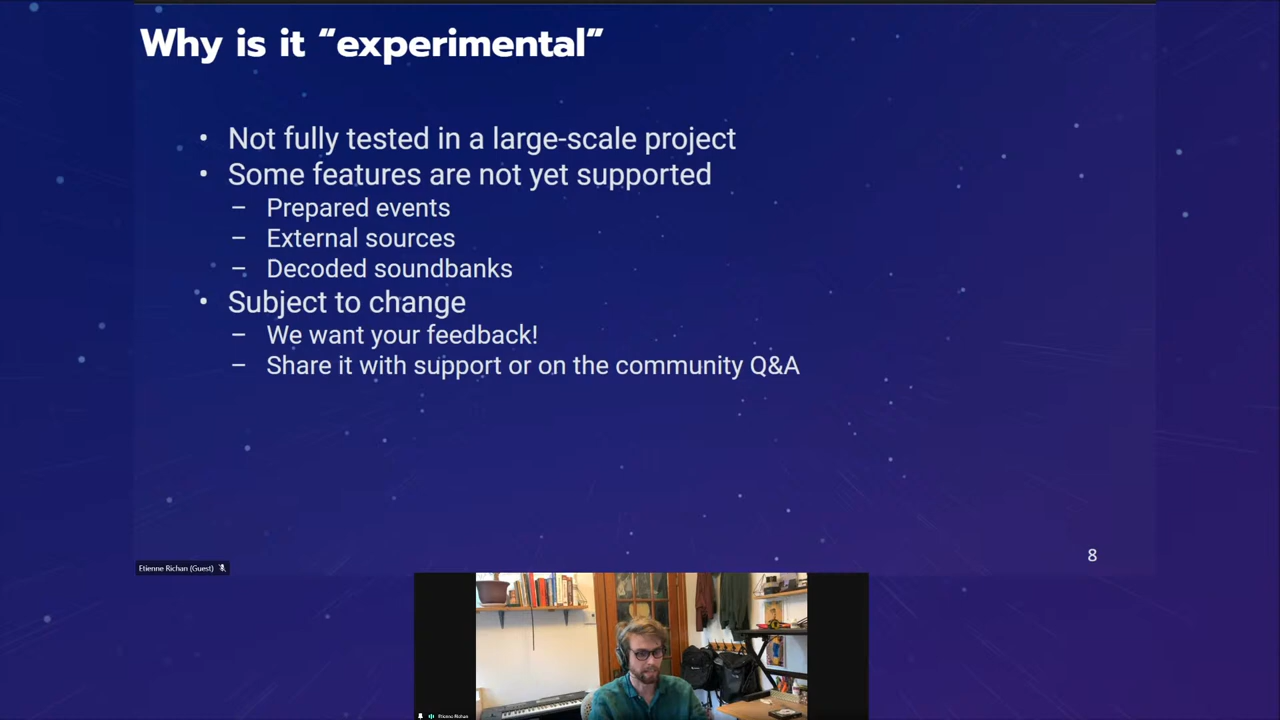 Why is it “experimental”
• Not fully tested in a large-scale project
• Some features are not yet supported
– Prepared events
– External sources
– Decoded soundbanks
• Subject to change
– We want your feedback!
– Share it with support or on the community Q&A
8
Etienne Richan (Guest)
Etienne Richan